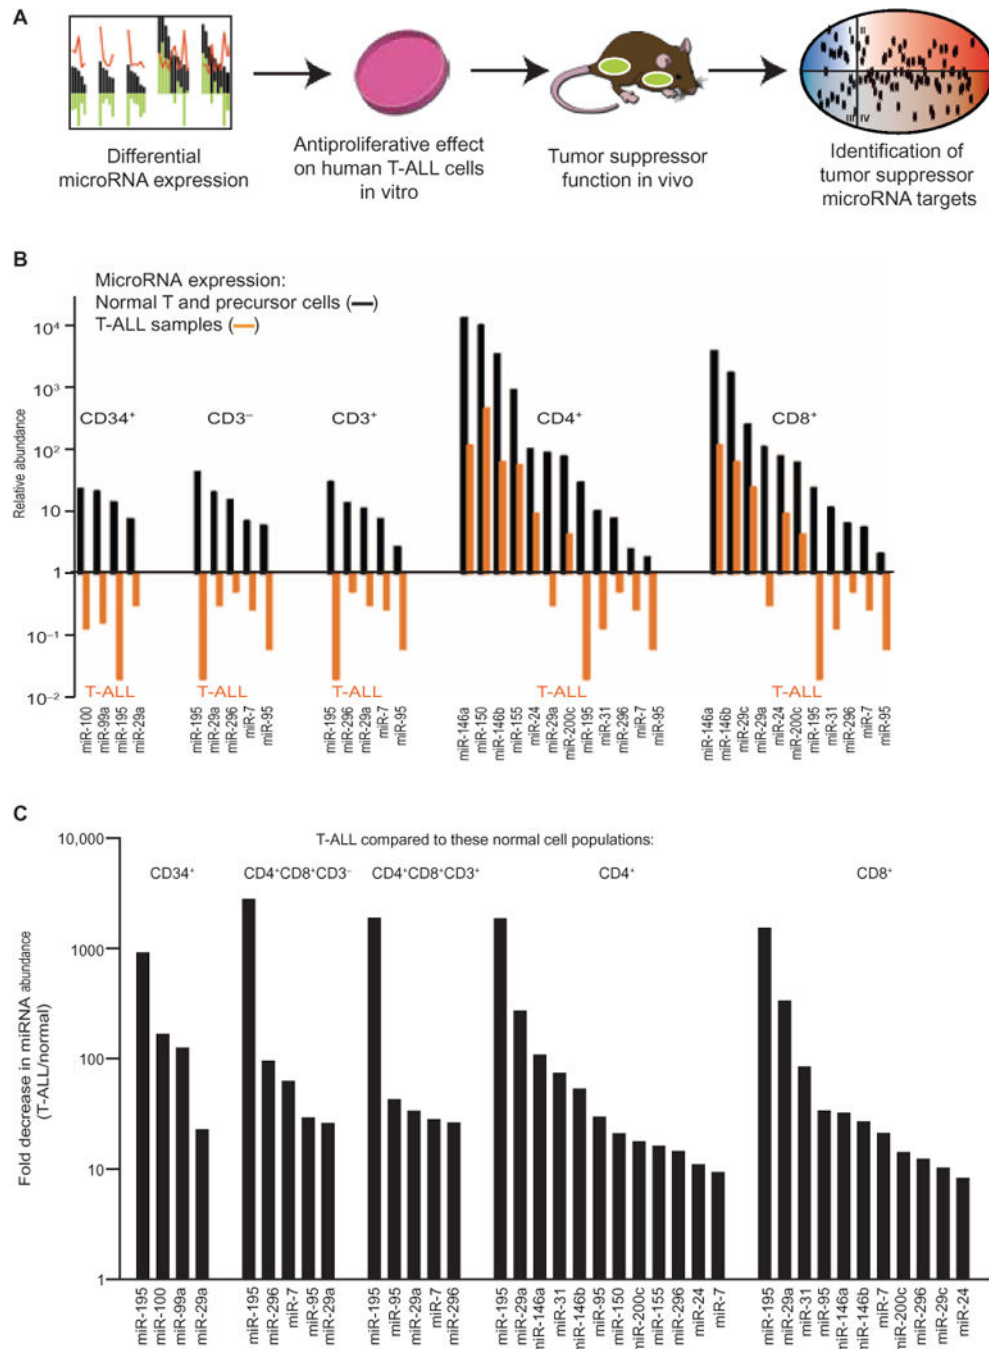 A
I
II
III
IV
Differential
microRNA expression
Antiproliferative effect
on human T-ALL cells
in vitro
Tumor suppressor
function in vivo
Identification of
tumor suppressor
microRNA targets
B
MicroRNA expression:
Normal T and precursor cells (—)
T-ALL samples (—)
Relative abundance
10⁴
10³
10²
10
1
10⁻¹
10⁻²
CD34⁺
CD3⁻
CD3⁺
CD4⁺
CD8⁺
T-ALL
T-ALL
T-ALL
T-ALL
T-ALL
miR-100
miR-99a
miR-195
miR-29a
miR-195
miR-29a
miR-296
miR-7
miR-95
miR-195
miR-296
miR-29a
miR-7
miR-95
miR-146a
miR-150
miR-146b
miR-155
miR-24
miR-29a
miR-200c
miR-195
miR-31
miR-296
miR-7
miR-95
miR-146a
miR-146b
miR-29c
miR-29a
miR-24
miR-200c
miR-195
miR-31
miR-296
miR-7
miR-95
C
T-ALL compared to these normal cell populations:
CD34⁺
CD4⁺CD8⁺CD3⁻
CD4⁺CD8⁺CD3⁺
CD4⁺
CD8⁺
Fold decrease in miRNA abundance
(T-ALL/normal)
10,000
1000
100
10
1
miR-195
miR-100
miR-99a
miR-29a
miR-195
miR-296
miR-7
miR-95
miR-29a
miR-195
miR-95
miR-29a
miR-7
miR-296
miR-195
miR-29a
miR-146a
miR-31
miR-146b
miR-95
miR-150
miR-200c
miR-155
miR-296
miR-24
miR-7
miR-195
miR-29a
miR-31
miR-95
miR-146a
miR-146b
miR-7
miR-200c
miR-296
miR-29c
miR-24